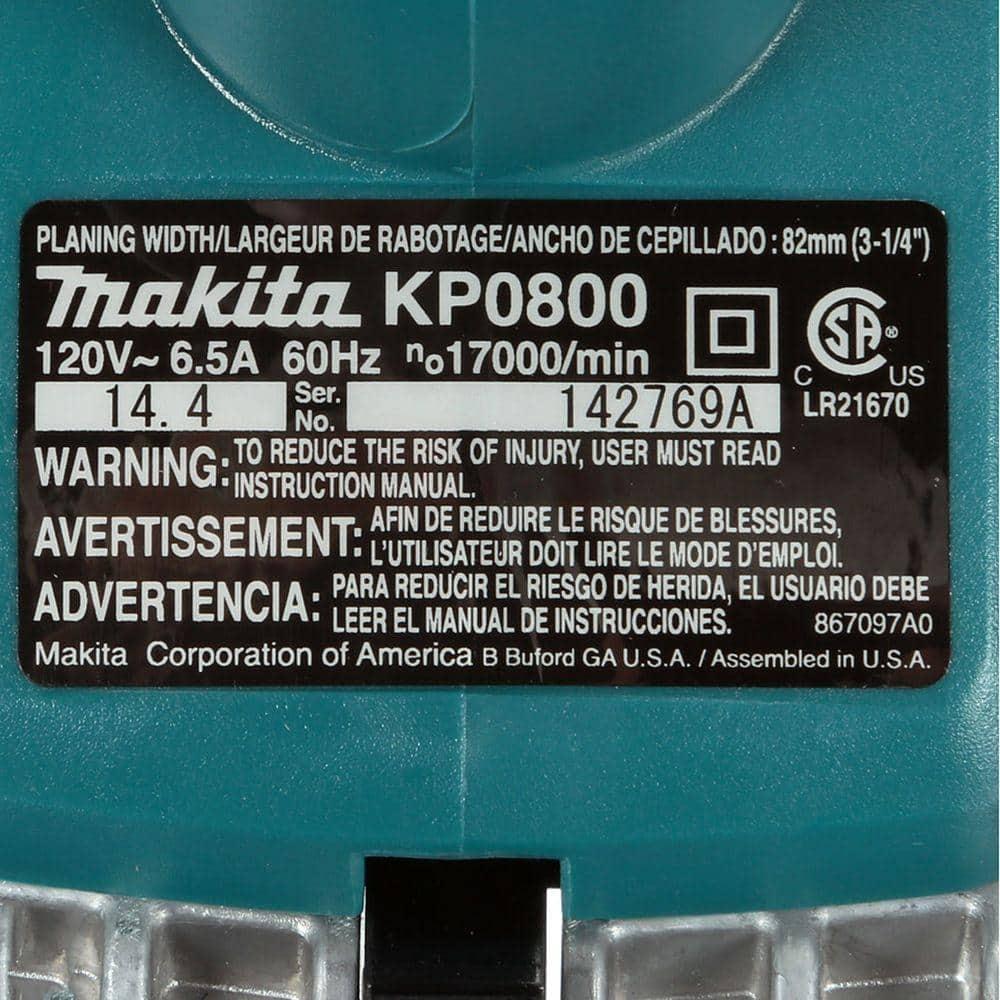 PLANING WIDTH/LARGEUR DE RABOTAGE/ANCHO DE CEPILLADO : 82mm (3-1/4")
Makita KP0800
120V~ 6.5A 60Hz no17000/min
14. 4 Ser. No. 142769A
SA®
C US
LR21670
WARNING: TO REDUCE THE RISK OF INJURY, USER MUST READ
INSTRUCTION MANUAL.
AVERTISSEMENT: AFIN DE REDUIRE LE RISQUE DE BLESSURES,
L'UTILISATEUR DOIT LIRE LE MODE D'EMPLOI.
ADVERTENCIA: PARA REDUCIR EL RIESGO DE HERIDA, EL USUARIO DEBE
LEER EL MANUAL DE INSTRUCCIONES. 867097A0
Makita Corporation of America B Buford GA U.S.A. / Assembled in U.S.A.